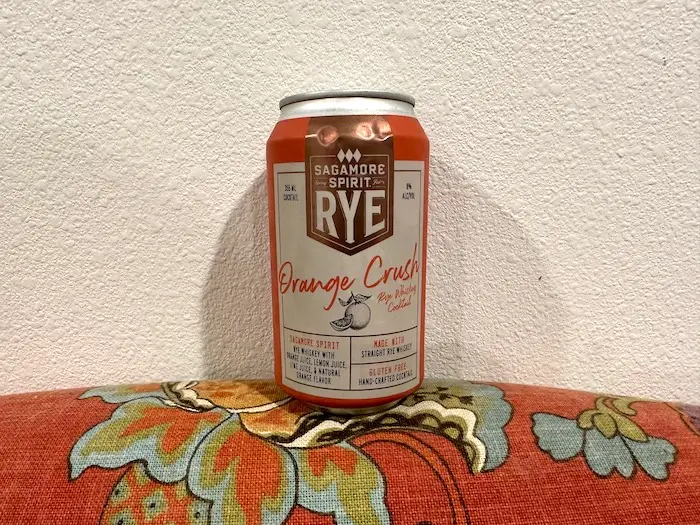 SAGAMORE
SPIRIT
RYE
355 ML
COCKTAIL
8%
ALC/VOL
Orange Crush
Rye Whiskey
Cocktail
SAGAMORE SPIRIT
RYE WHISKEY WITH
ORANGE JUICE, LEMON JUICE,
LIME JUICE, & NATURAL
ORANGE FLAVOR
MADE WITH
STRAIGHT RYE WHISKEY
GLUTEN FREE
HAND-CRAFTED COCKTAIL